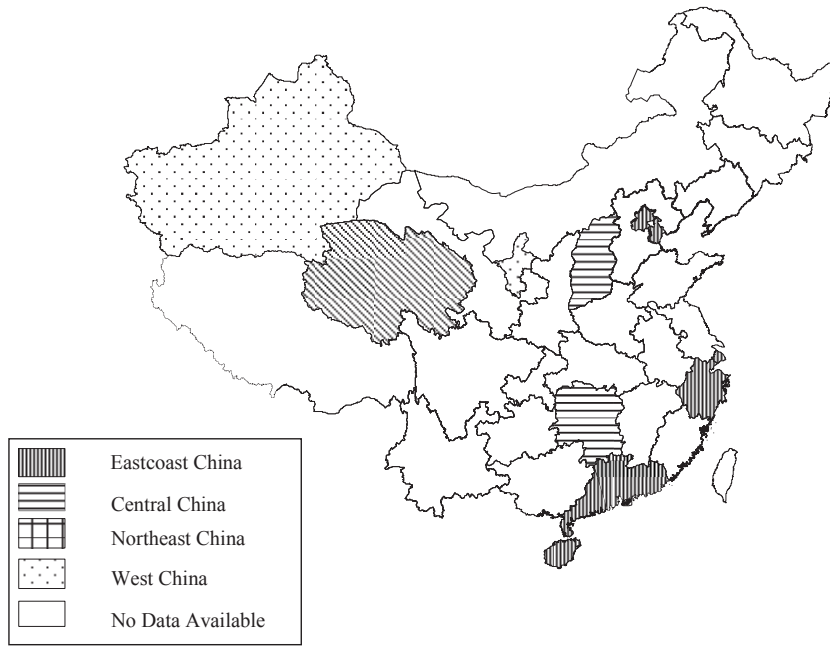 Eastcoast China
Central China
Northeast China
West China
No Data Available